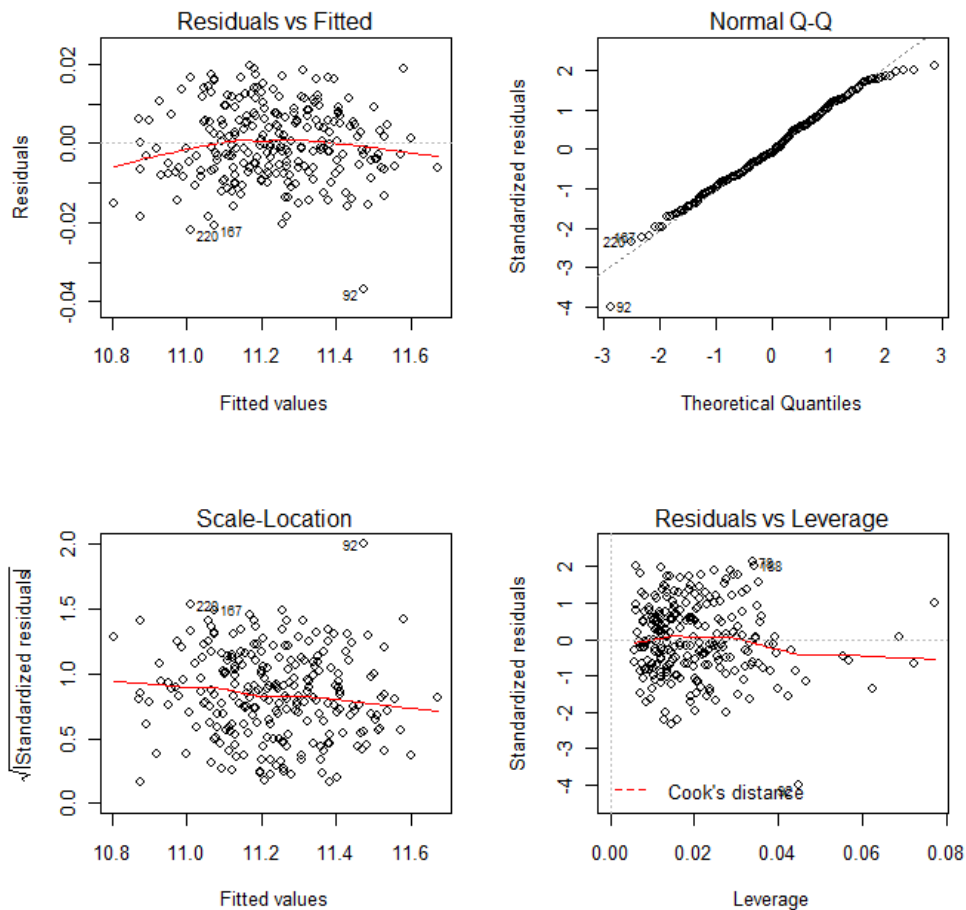 Residuals vs Fitted
Residuals
0.02
0.00
-0.02
-0.04
220
167
92
10.8 11.0 11.2 11.4 11.6
Fitted values
Normal Q-Q
Standardized residuals
2
1
0
-1
-2
-3
-4
220
167
92
-3 -2 -1 0 1 2 3
Theoretical Quantiles
Scale-Location
√|Standardized residuals|
2.0
1.5
1.0
0.5
0.0
92
220
167
10.8 11.0 11.2 11.4 11.6
Fitted values
Residuals vs Leverage
Standardized residuals
2
1
0
-1
-2
-4
92
Cook's distance
0.00 0.02 0.04 0.06 0.08
Leverage